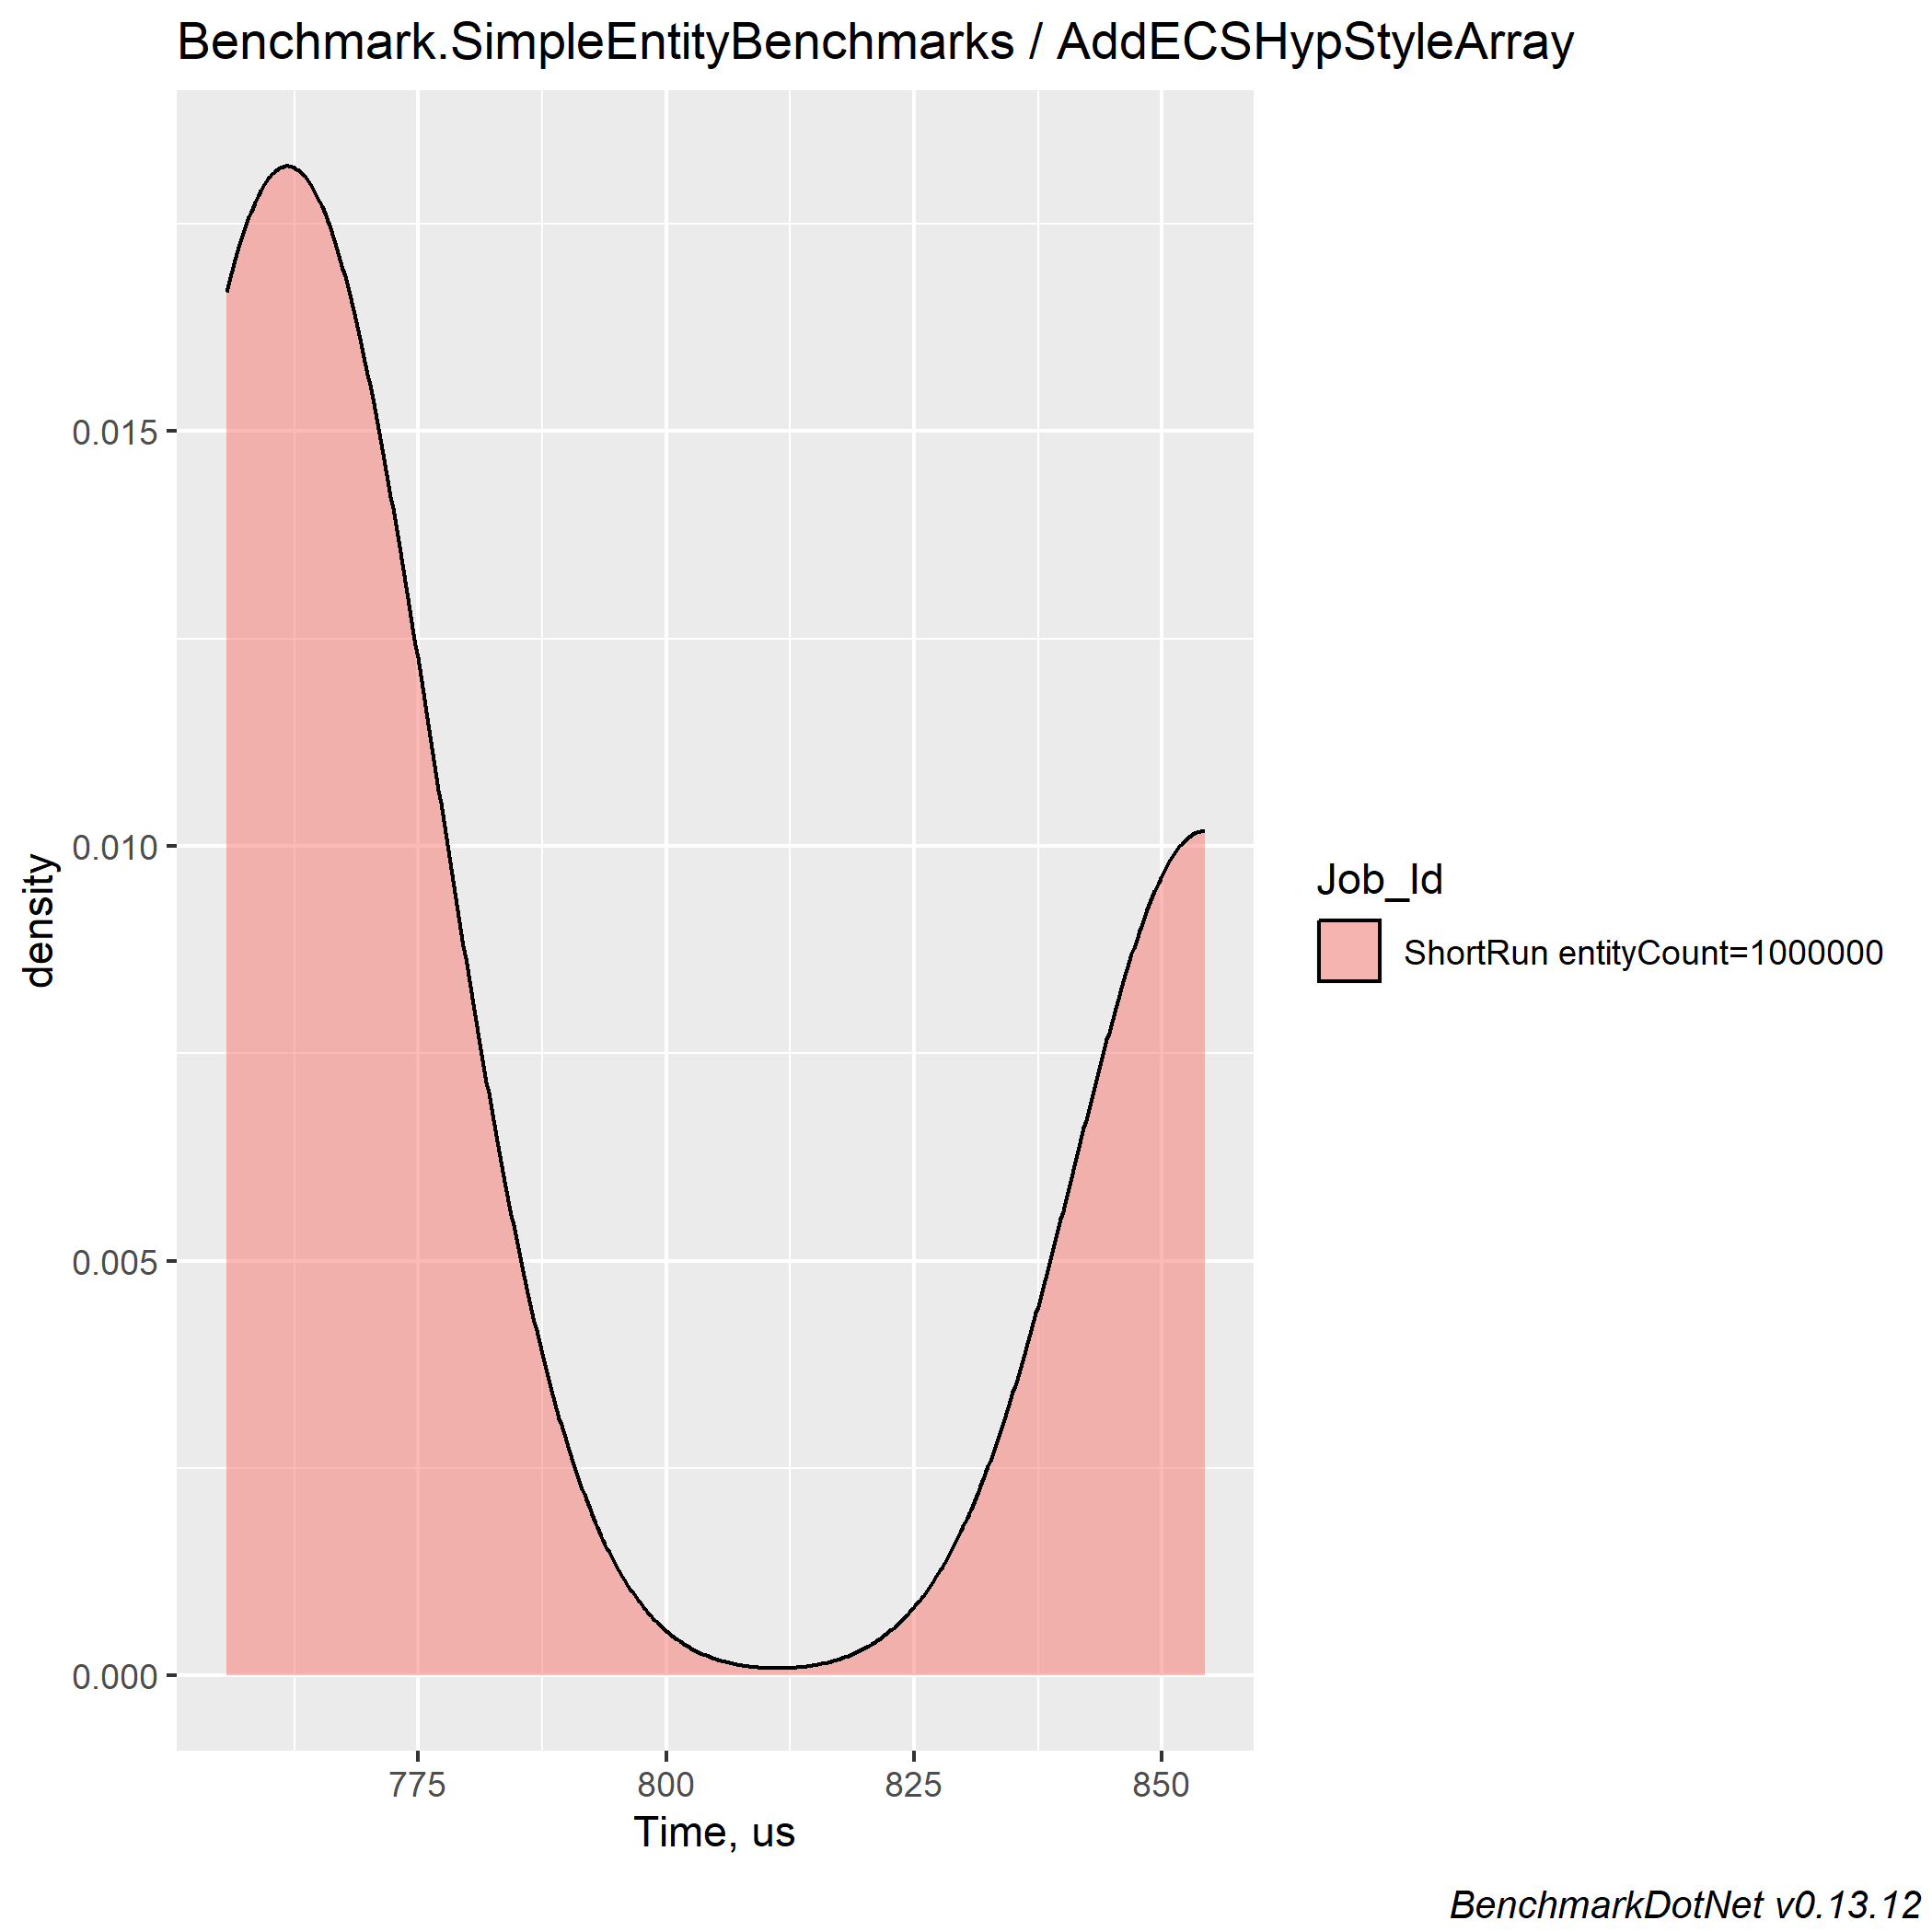 Benchmark.SimpleEntityBenchmarks / AddECSHypStyleArray
density
0.015
0.010
0.005
0.000
775 800 825 850
Time, us
Job_Id
ShortRun entityCount=1000000
BenchmarkDotNet v0.13.12